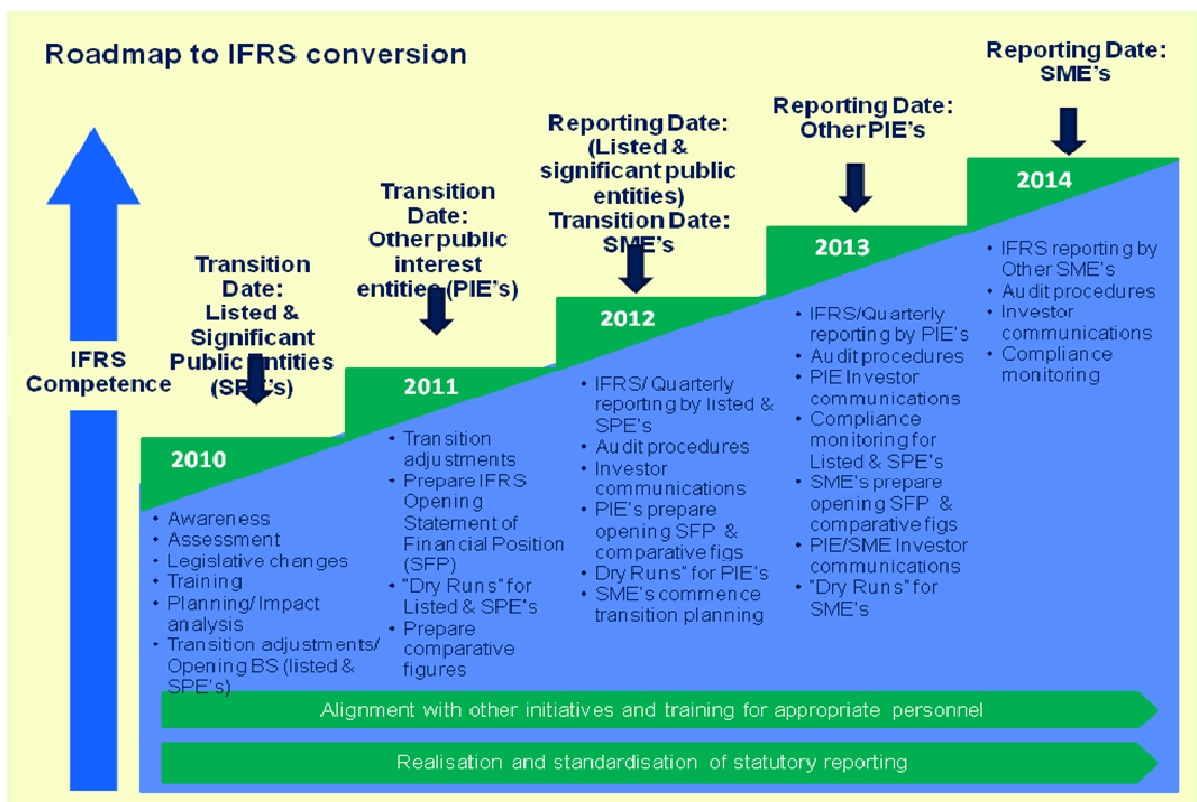 Roadmap to IFRS conversion
IFRS
Competence
Transition
Date:
Listed &
Significant
Public Entities
(SPE's)
2010
• Awareness
• Assessment
• Legislative changes
• Training
• Planning/ Impact
analysis
• Transition adjustments/
Opening BS (listed &
SPE's)
Transition
Date:
Other public
interest
entities (PIE's)
2011
• Transition
adjustments
• Prepare IFRS
Opening
Statement of
Financial Position
(SFP)
• "Dry Runs" for
Listed & SPE's
• Prepare
comparative
figures
Reporting Date:
(Listed &
significant public
entities)
Transition Date:
SME's
2012
• IFRS/ Quarterly
reporting by listed &
SPE's
• Audit procedures
• Investor
communications
• PIE's prepare
opening SFP &
comparative figs
• Dry Runs" for PIE's
• SME's commence
transition planning
Reporting Date:
Other PIE's
2013
• IFRS/Quarterly
reporting by PIE's
• Audit procedures
• PIE Investor
communications
• Compliance
monitoring for
Listed & SPE's
• SME's prepare
opening SFP &
comparative figs
• PIE/SME Investor
communications
• "Dry Runs" for
SME's
Reporting Date:
SME's
2014
• IFRS reporting by
Other SME's
• Audit procedures
• Investor
communications
• Compliance
monitoring
Alignment with other initiatives and training for appropriate personnel
Realisation and standardisation of statutory reporting